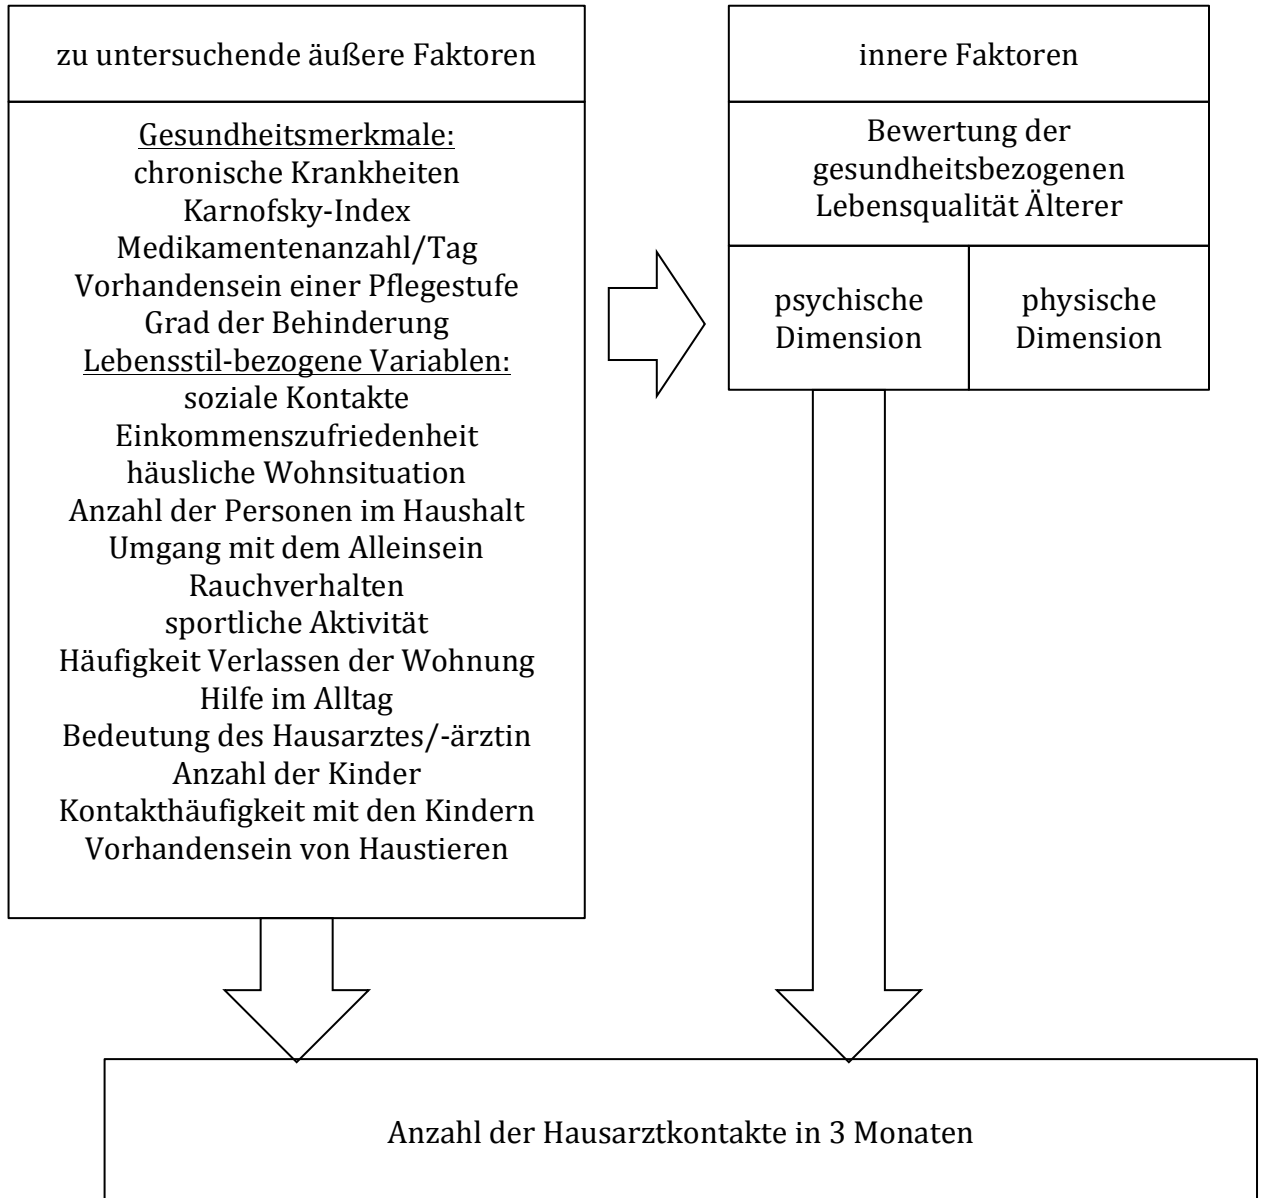 zu untersuchende äußere Faktoren
Gesundheitsmerkmale:
chronische Krankheiten
Karnofsky-Index
Medikamentenanzahl/Tag
Vorhandensein einer Pflegestufe
Grad der Behinderung
Lebensstil-bezogene Variablen:
soziale Kontakte
Einkommenszufriedenheit
häusliche Wohnsituation
Anzahl der Personen im Haushalt
Umgang mit dem Alleinsein
Rauchverhalten
sportliche Aktivität
Häufigkeit Verlassen der Wohnung
Hilfe im Alltag
Bedeutung des Hausarztes/-ärztin
Anzahl der Kinder
Kontakthäufigkeit mit den Kindern
Vorhandensein von Haustieren
innere Faktoren
Bewertung der
gesundheitsbezogenen
Lebensqualität Älterer
psychische
Dimension
physische
Dimension
Anzahl der Hausarztkontakte in 3 Monaten